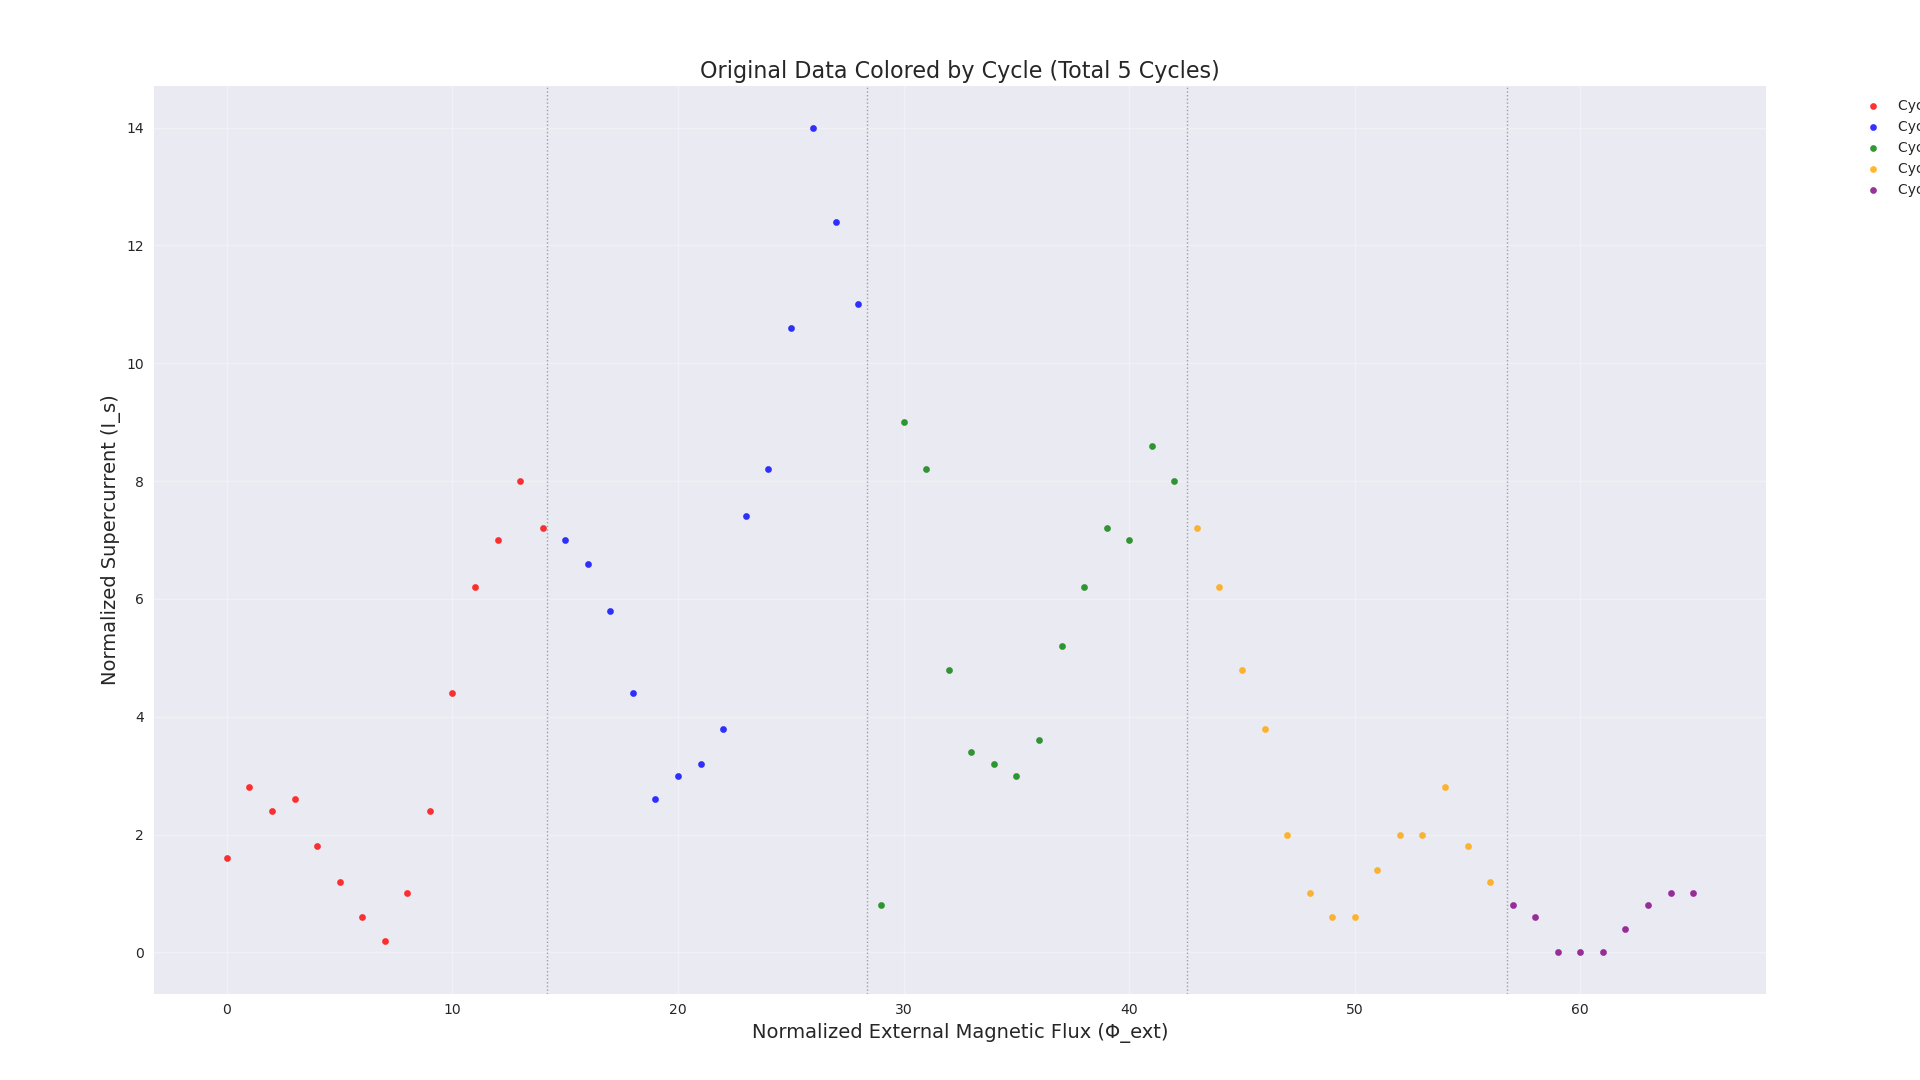 Original Data Colored by Cycle (Total 5 Cycles)
14
12
10
8
6
4
2
0
Normalized Supercurrent (I_s)
0 10 20 30 40 50 60
Normalized External Magnetic Flux (Φ_ext)
Cyc
Cyc
Cyc
Cyc
Cyc